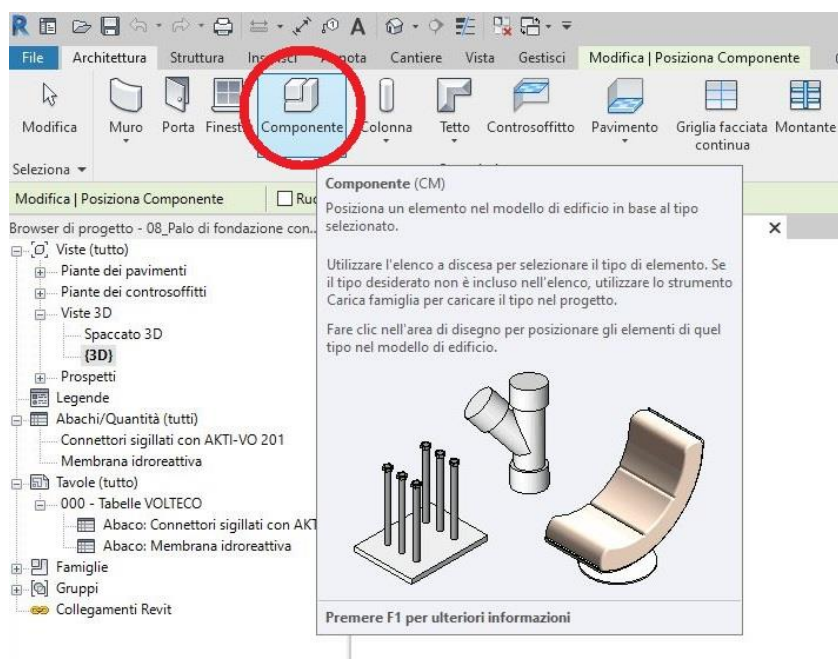 File Architettura Struttura Annota Cantiere Vista Gestisci Modifica | Posiziona Componente
Modifica Muro Porta Componente Colonna Tetto Controsoffitto Pavimento Griglia facciata continua Montante
Seleziona
Modifica | Posiziona Componente
Componente (CM)
Posiziona un elemento nel modello di edificio in base al tipo
selezionato.
Utilizzare l'elenco a discesa per selezionare il tipo di elemento. Se
il tipo desiderato non è incluso nell'elenco, utilizzare lo strumento
Carica famiglia per caricare il tipo nel progetto.
Fare clic nell'area di disegno per posizionare gli elementi di quel
tipo nel modello di edificio.
Premere F1 per ulteriori informazioni
Browser di progetto - 08_Palo di fondazione con...
Viste (tutto)
Piante dei pavimenti
Piante dei controsoffitti
Viste 3D
Spaccato 3D
{3D}
Prospetti
Legende
Abachi/Quantità (tutti)
Connettori sigillati con AKTI-VO 201
Membrana idroreattiva
Tavole (tutto)
000 - Tabelle VOLTECO
Abaco: Connettori sigillati con AKT
Abaco: Membrana idroreattiva
Famiglie
Gruppi
Collegamenti Revit